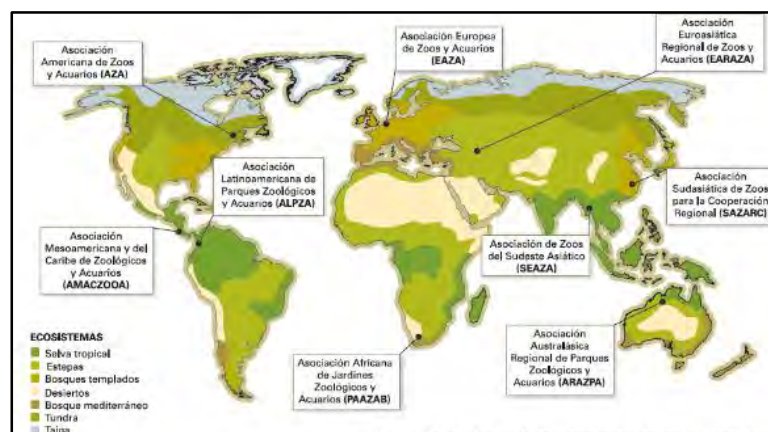 Asociación
Americana de Zoos
y Acuarios (AZA)
Asociación Europea
de Zoos y Acuarios
(EAZA)
Asociación
Euroasiática
Regional de Zoos y
Acuarios (EARAZA)
Asociación
Latinoamericana de
Parques Zoológicos
y Acuarios (ALPZA)
Asociación
Sudasiática de Zoos
para la Cooperación
Regional (SAZARC)
Asociación
Mesoamericana y del
Caribe de Zoológicos
y Acuarios
(AMACZOOA)
Asociación de Zoos
del Sudeste Asiático
(SEAZA)
Asociación Africana
de Jardines
Zoológicos y
Acuarios (PAAZAB)
Asociación
Australásica
Regional de Parques
Zoológicos y
Acuarios (ARAZPA)
ECOSISTEMAS
Selva tropical
Estepas
Bosques templados
Desiertos
Bosque mediterráneo
Tundra
Taiga